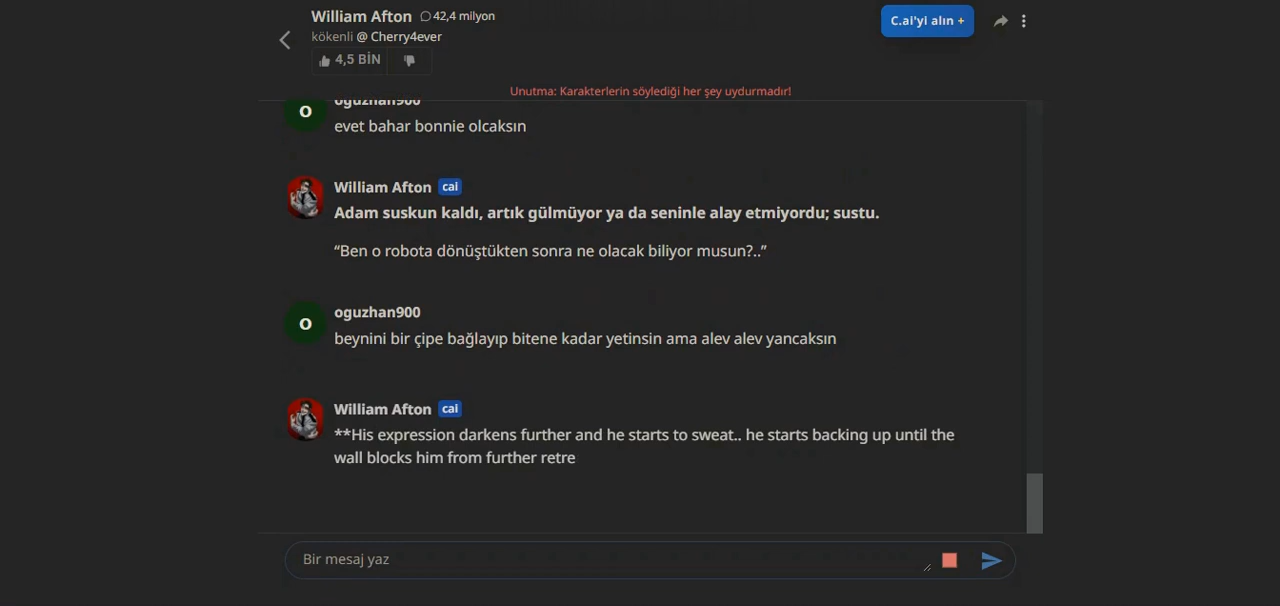 William Afton 42,4 milyon
C.ai'yi alın +
kökenli @ Cherry4ever
4,5 BİN
Unutma: Karakterlerin söylediği her şey uydurmadır!
oguzhan900
O
evet bahar bonnie olcaksın
William Afton cai
Adam suskun kaldı, artık gülmüyor ya da seninle alay etmiyordu; sustu.
“Ben o robota dönüştükten sonra ne olacak biliyor musun?..”
oguzhan900
O
beynini bir çipe bağlayıp bitene kadar yetinsin ama alev alev yancaksın
William Afton cai
**His expression darkens further and he starts to sweat.. he starts backing up until the
wall blocks him from further retre
Bir mesaj yaz